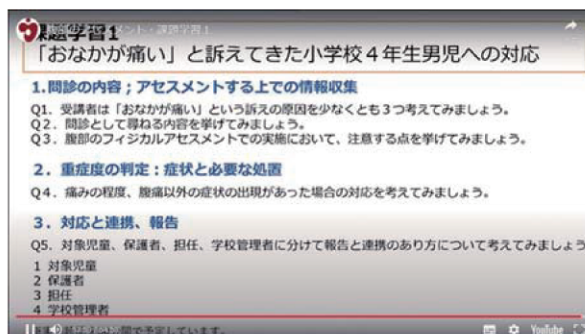 課題学習1
「おなかが痛い」と訴えてきた小学校４年生男児への対応
1.問診の内容；アセスメントする上での情報収集
Q1．受講者は「おなかが痛い」という訴えの原因を少なくとも３つ考えてみましょう。
Q２．問診として尋ねる内容を挙げてみましょう。
Q３．腹部のフィジカルアセスメントでの実施において、注意する点を挙げてみましょう。
２．重症度の判定：症状と必要な処置
Q４．痛みの程度、腹痛以外の症状の出現があった場合の対応を考えてみましょう。
３．対応と連携、報告
Q5．対象児童、保護者、担任、学校管理者に分けて報告と連携のあり方について考えてみましょう
1 対象児童
2 保護者
3 担任
4 学校管理者
で予定しています。
YouTube